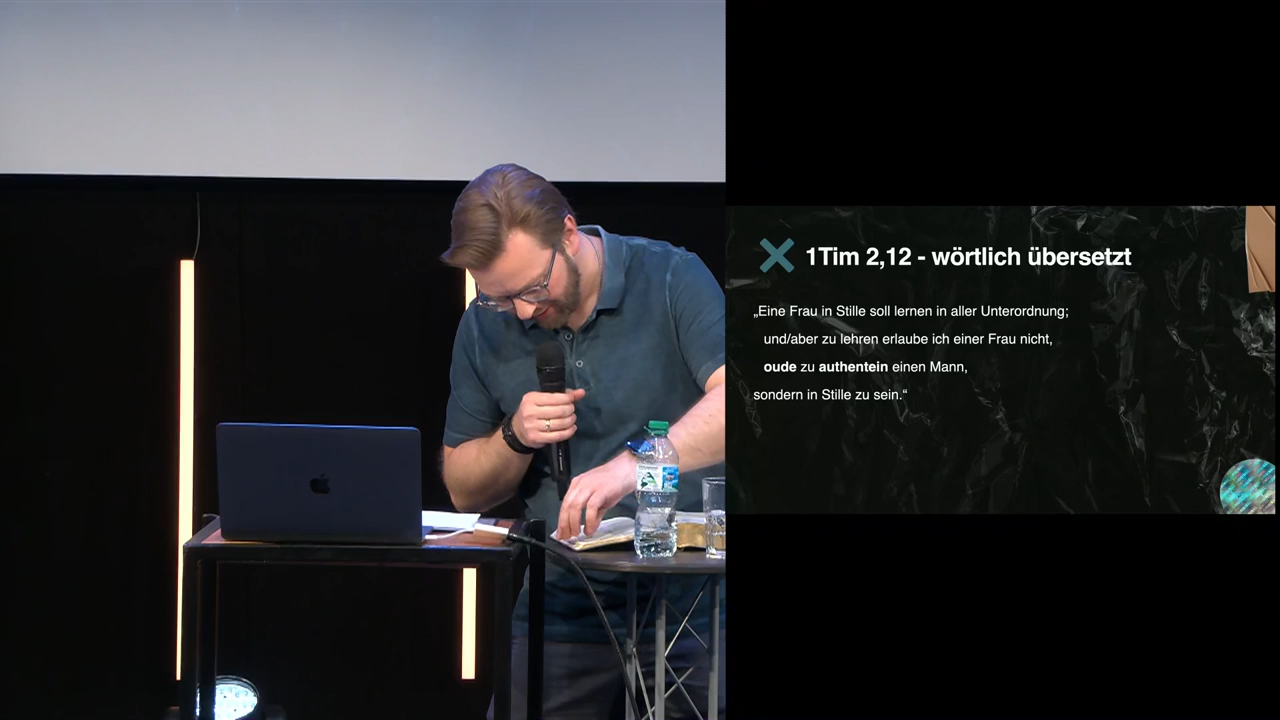 1Tim 2,12 - wörtlich übersetzt
„Eine Frau in Stille soll lernen in aller Unterordnung;
und/aber zu lehren erlaube ich einer Frau nicht,
oude zu authentein einen Mann,
sondern in Stille zu sein.“